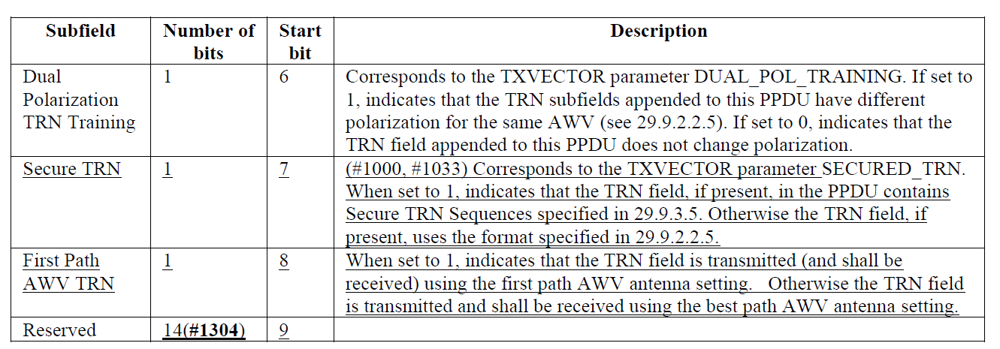 Subfield Number of bits Start bit Description
Dual Polarization TRN Training 1 6 Corresponds to the TXVECTOR parameter DUAL_POL_TRAINING. If set to
1, indicates that the TRN subfields appended to this PPDU have different
polarization for the same AWV (see 29.9.2.2.5). If set to 0, indicates that the
TRN field appended to this PPDU does not change polarization.
Secure TRN 1 7 (#1000, #1033) Corresponds to the TXVECTOR parameter SECURED_TRN.
When set to 1, indicates that the TRN field, if present, in the PPDU contains
Secure TRN Sequences specified in 29.9.3.5. Otherwise the TRN field, if
present, uses the format specified in 29.9.2.2.5.
First Path AWV TRN 1 8 When set to 1, indicates that the TRN field is transmitted (and shall be
received) using the first path AWV antenna setting. Otherwise the TRN field
is transmitted and shall be received using the best path AWV antenna setting.
Reserved 14(#1304) 9